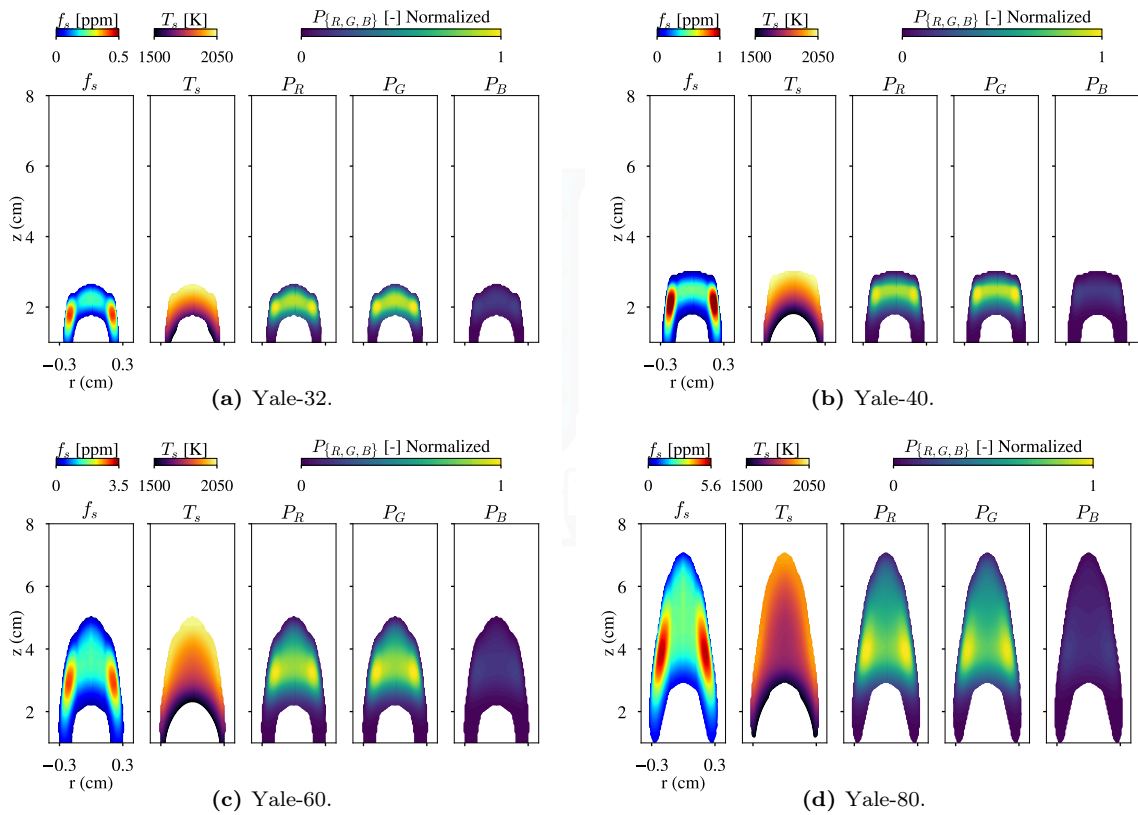 f_s [ppm] T_s [K] P_{R, G, B} [-] Normalized
0 0.5 1500 2050 0 1
f_s T_s P_R P_G P_B
8
6
4
2
z (cm)
−0.3 0.3
r (cm)
(a) Yale-32.
f_s [ppm] T_s [K] P_{R, G, B} [-] Normalized
0 1 1500 2050 0 1
f_s T_s P_R P_G P_B
8
6
4
2
z (cm)
−0.3 0.3
r (cm)
(b) Yale-40.
f_s [ppm] T_s [K] P_{R, G, B} [-] Normalized
0 3.5 1500 2050 0 1
f_s T_s P_R P_G P_B
8
6
4
2
z (cm)
−0.3 0.3
r (cm)
(c) Yale-60.
f_s [ppm] T_s [K] P_{R, G, B} [-] Normalized
0 5.6 1500 2050 0 1
f_s T_s P_R P_G P_B
8
6
4
2
z (cm)
−0.3 0.3
r (cm)
(d) Yale-80.